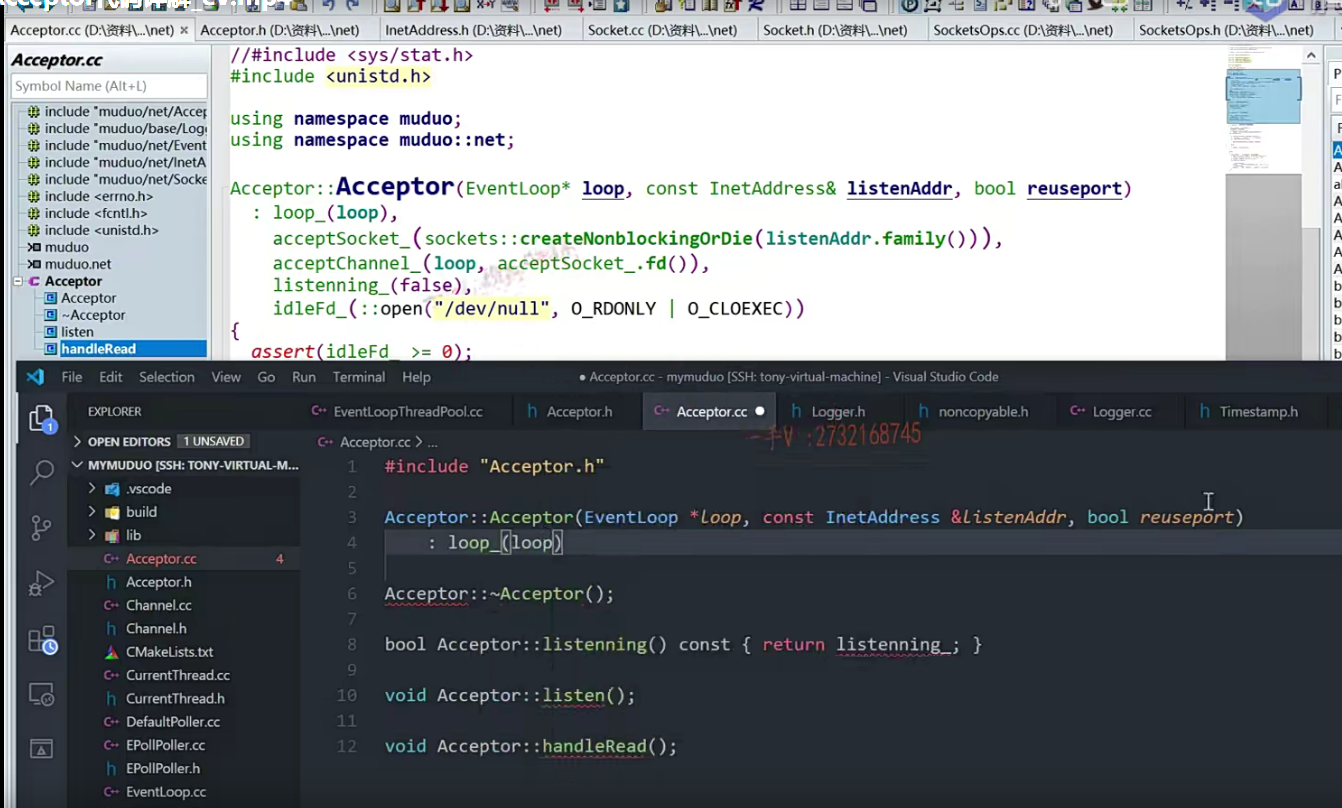 Acceptor.cc (D:\资料\...\net) × Acceptor.h (D:\资料\...\net) InetAddress.h (D:\资料\...\net) Socket.cc (D:\资料\...\net) Socket.h (D:\资料\...\net) SocketsOps.cc (D:\资料\...\net) SocketsOps.h (D:\资料\...\net)
Acceptor.cc
Symbol Name (Alt+L)
include "muduo/net/Accep
include "muduo/base/Logg
include "muduo/net/Event
include "muduo/net/InetA
include "muduo/net/Socke
include <errno.h>
include <fcntl.h>
include <unistd.h>
muduo
muduo.net
Acceptor
Acceptor
~Acceptor
listen
handleRead
//#include <sys/stat.h>
#include <unistd.h>
using namespace muduo;
using namespace muduo::net;
Acceptor::Acceptor(EventLoop* loop, const InetAddress& listenAddr, bool reuseport)
: loop_(loop),
acceptSocket_(sockets::createNonblockingOrDie(listenAddr.family())),
acceptChannel_(loop, acceptSocket_.fd()),
listenning_(false),
idleFd_(::open("/dev/null", O_RDONLY | O_CLOEXEC))
{
assert(idleFd_ >= 0);
File Edit Selection View Go Run Terminal Help
● Acceptor.cc - mymuduo [SSH: tony-virtual-machine] - Visual Studio Code
EXPLORER
OPEN EDITORS 1 UNSAVED
MYMUDUO [SSH: TONY-VIRTUAL-M...
.vscode
build
lib
Acceptor.cc 4
Acceptor.h
Channel.cc
Channel.h
CMakeLists.txt
CurrentThread.cc
CurrentThread.h
DefaultPoller.cc
EPollPoller.cc
EPollPoller.h
EventLoop.cc
EventLoopThreadPool.cc Acceptor.h Acceptor.cc ● Logger.h noncopyable.h Logger.cc Timestamp.h
一手V :2732168745
Acceptor.cc > ...
1 #include "Acceptor.h"
2
3 Acceptor::Acceptor(EventLoop *loop, const InetAddress &listenAddr, bool reuseport)
4 : loop_(loop)
5
6 Acceptor::~Acceptor();
7
8 bool Acceptor::listenning() const { return listenning_; }
9
10 void Acceptor::listen();
11
12 void Acceptor::handleRead();